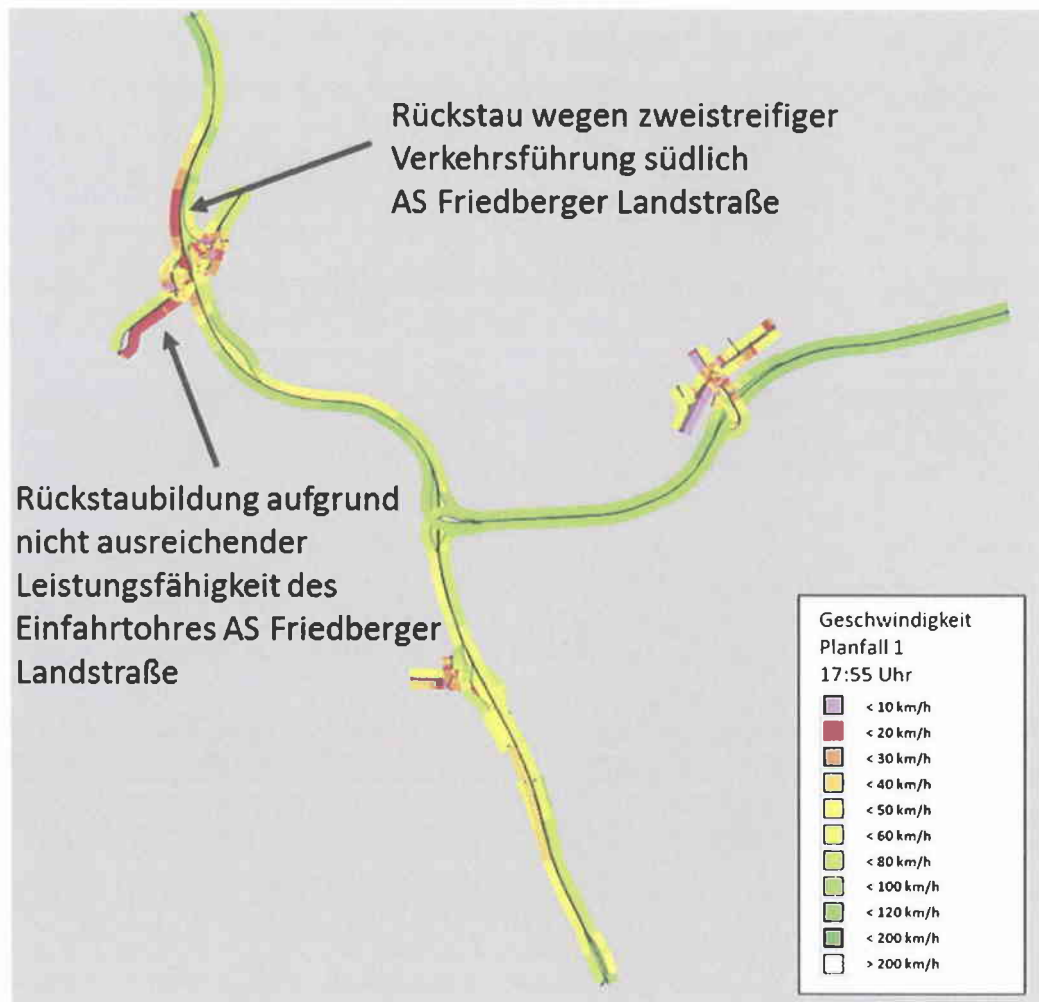 Rückstau wegen zweistreifiger
Verkehrsführung südlich
AS Friedberger Landstraße
Rückstaubildung aufgrund
nicht ausreichender
Leistungsfähigkeit des
Einfahrtohres AS Friedberger
Landstraße
Geschwindigkeit
Planfall 1
17:55 Uhr
< 10 km/h
< 20 km/h
< 30 km/h
< 40 km/h
< 50 km/h
< 60 km/h
< 80 km/h
< 100 km/h
< 120 km/h
< 200 km/h
> 200 km/h